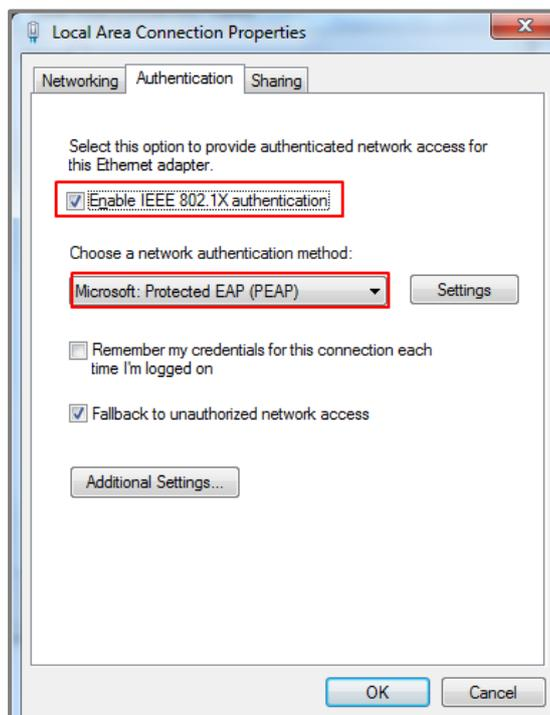 Local Area Connection Properties
Networking
Authentication
Sharing
Select this option to provide authenticated network access for
this Ethernet adapter.
Enable IEEE 802.1X authentication
Choose a network authentication method:
Microsoft: Protected EAP (PEAP)
Settings
Remember my credentials for this connection each
time I'm logged on
Fallback to unauthorized network access
Additional Settings...
OK
Cancel